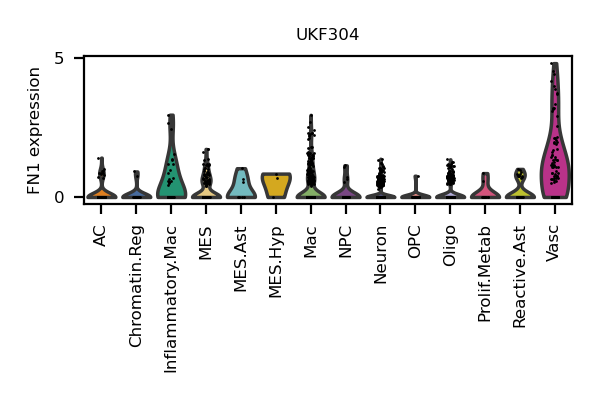 UKF304
FN1 expression
5
0
AC
Chromatin.Reg
Inflammatory.Mac
MES
MES.Ast
MES.Hyp
Mac
NPC
Neuron
OPC
Oligo
Prolif.Metab
Reactive.Ast
Vasc